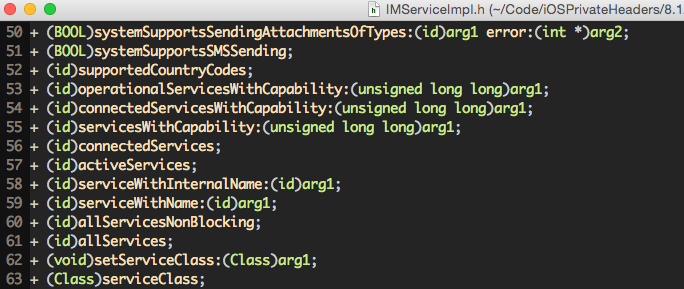 IMServiceImpl.h (~/Code/iOSPrivateHeaders/8.1.
50 + (BOOL)systemSupportsSendingAttachmentsOfTypes:(id)arg1 error:(int *)arg2;
51 + (BOOL)systemSupportsSMSSending;
52 + (id)supportedCountryCodes;
53 + (id)operationalServicesWithCapability:(unsigned long long)arg1;
54 + (id)connectedServicesWithCapability:(unsigned long long)arg1;
55 + (id)servicesWithCapability:(unsigned long long)arg1;
56 + (id)connectedServices;
57 + (id)activeServices;
58 + (id)serviceWithInternalName:(id)arg1;
59 + (id)serviceWithName:(id)arg1;
60 + (id)allServicesNonBlocking;
61 + (id)allServices;
62 + (void)setServiceClass:(Class)arg1;
63 + (Class)serviceClass;